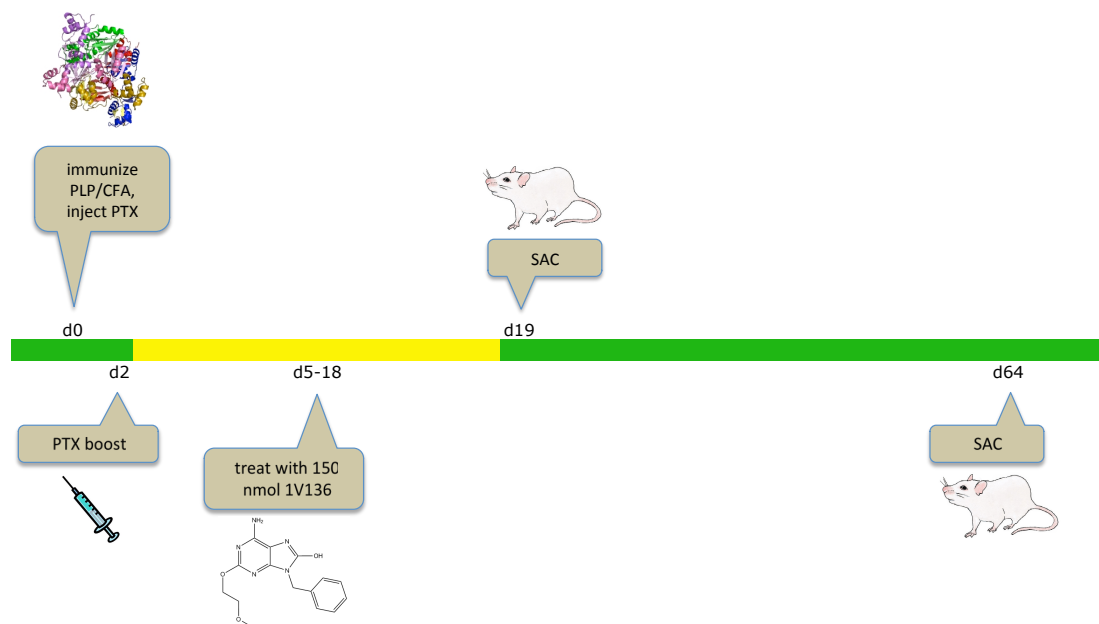 immunize
PLP/CFA,
inject PTX
SAC
d0
d19
d2
d5-18
d64
PTX boost
treat with 150
nmol 1V136
SAC
NH₂
N
N
OH
N
N
O
O